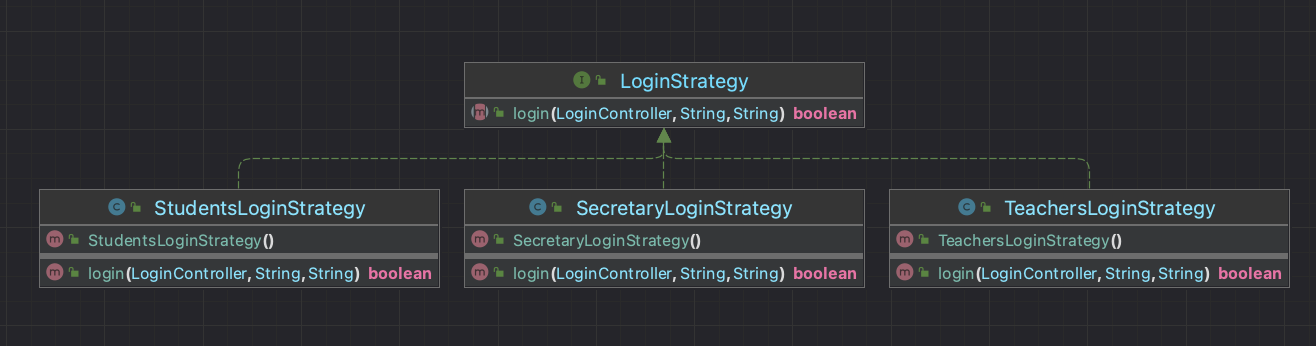 I LoginStrategy
m login(LoginController, String, String) boolean
C StudentsLoginStrategy
m StudentsLoginStrategy()
m login(LoginController, String, String) boolean
C SecretaryLoginStrategy
m SecretaryLoginStrategy()
m login(LoginController, String, String) boolean
C TeachersLoginStrategy
m TeachersLoginStrategy()
m login(LoginController, String, String) boolean